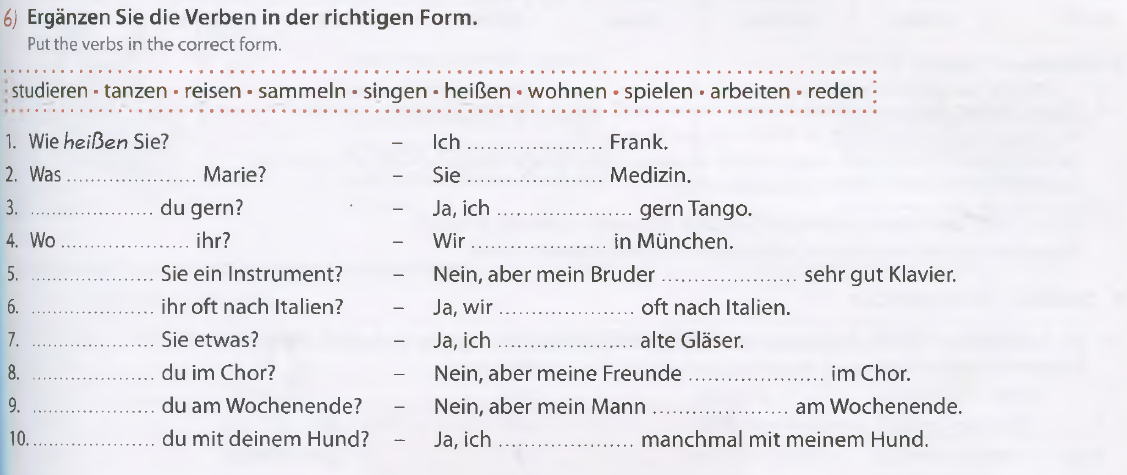 6) Ergänzen Sie die Verben in der richtigen Form.
Put the verbs in the correct form.
studieren • tanzen • reisen • sammeln • singen • heißen • wohnen • spielen • arbeiten • reden
1. Wie heißen Sie? – Ich .................... Frank.
2. Was .................... Marie? – Sie .................... Medizin.
3. .................... du gern? – Ja, ich .................... gern Tango.
4. Wo .................... ihr? – Wir .................... in München.
5. .................... Sie ein Instrument? – Nein, aber mein Bruder .................... sehr gut Klavier.
6. .................... ihr oft nach Italien? – Ja, wir .................... oft nach Italien.
7. .................... Sie etwas? – Ja, ich .................... alte Gläser.
8. .................... du im Chor? – Nein, aber meine Freunde .................... im Chor.
9. .................... du am Wochenende? – Nein, aber mein Mann .................... am Wochenende.
10. .................... du mit deinem Hund? – Ja, ich .................... manchmal mit meinem Hund.